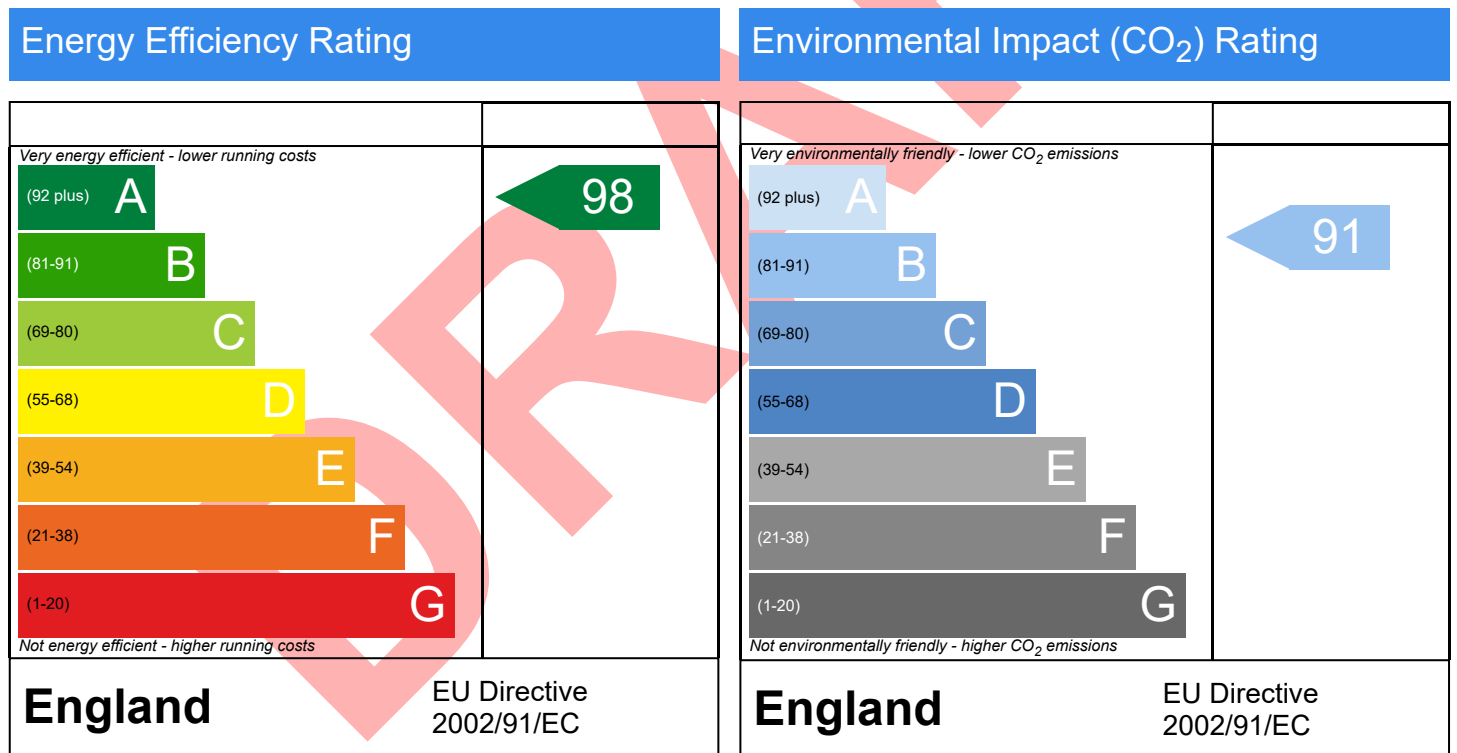 Energy Efficiency Rating
Very energy efficient - lower running costs
(92 plus) A
98
(81-91) B
(69-80) C
(55-68) D
(39-54) E
(21-38) F
(1-20) G
Not energy efficient - higher running costs
England
EU Directive
2002/91/EC
Environmental Impact (CO₂) Rating
Very environmentally friendly - lower CO₂ emissions
(92 plus) A
(81-91) B
91
(69-80) C
(55-68) D
(39-54) E
(21-38) F
(1-20) G
Not environmentally friendly - higher CO₂ emissions
England
EU Directive
2002/91/EC